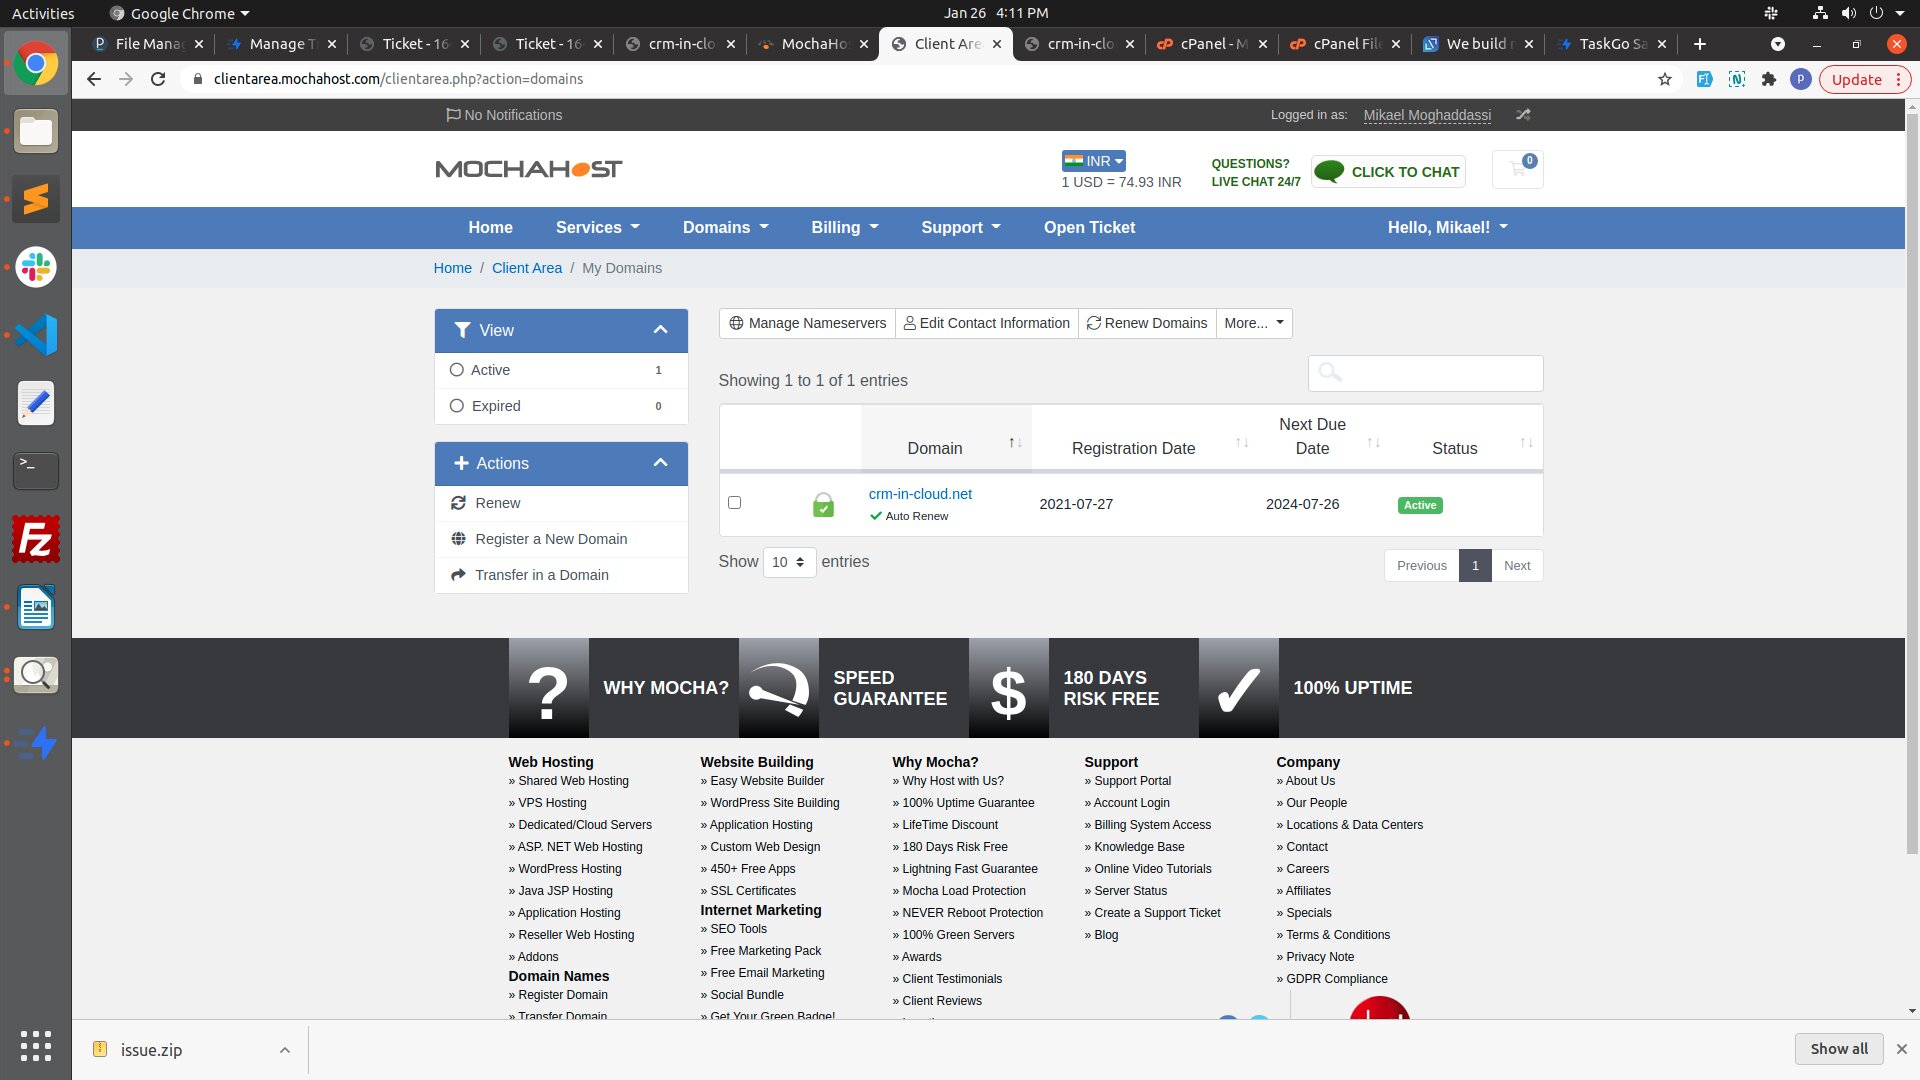 Activities
Google Chrome
Jan 26 4:11 PM
File Manag
Manage T
Ticket - 16
Ticket - 16
crm-in-clo
MochaHo
Client Are
crm-in-clo
cPanel - M
cPanel File
We build
TaskGo Sa
clientarea.mochahost.com/clientarea.php?action=domains
P
Update
No Notifications
Logged in as: Mikael Moghaddassi
MOCHAHOST
INR
1 USD = 74.93 INR
QUESTIONS?
LIVE CHAT 24/7
CLICK TO CHAT
0
Home
Services
Domains
Billing
Support
Open Ticket
Hello, Mikael!
Home / Client Area / My Domains
View
Active 1
Expired 0
Actions
Renew
Register a New Domain
Transfer in a Domain
Manage Nameservers
Edit Contact Information
Renew Domains
More...
Showing 1 to 1 of 1 entries
Domain
Registration Date
Next Due
Date
Status
crm-in-cloud.net
Auto Renew
2021-07-27
2024-07-26
Active
Show 10 entries
Previous 1 Next
? WHY MOCHA?
SPEED
GUARANTEE
$ 180 DAYS
RISK FREE
100% UPTIME
Web Hosting
» Shared Web Hosting
» VPS Hosting
» Dedicated/Cloud Servers
» ASP. NET Web Hosting
» WordPress Hosting
» Java JSP Hosting
» Application Hosting
» Reseller Web Hosting
» Addons
Domain Names
» Register Domain
» Transfer Domain
Website Building
» Easy Website Builder
» WordPress Site Building
» Application Hosting
» Custom Web Design
» 450+ Free Apps
» SSL Certificates
Internet Marketing
» SEO Tools
» Free Marketing Pack
» Free Email Marketing
» Social Bundle
» Get Your Green Badge!
Why Mocha?
» Why Host with Us?
» 100% Uptime Guarantee
» LifeTime Discount
» 180 Days Risk Free
» Lightning Fast Guarantee
» Mocha Load Protection
» NEVER Reboot Protection
» 100% Green Servers
» Awards
» Client Testimonials
» Client Reviews
Support
» Support Portal
» Account Login
» Billing System Access
» Knowledge Base
» Online Video Tutorials
» Server Status
» Create a Support Ticket
» Blog
Company
» About Us
» Our People
» Locations & Data Centers
» Contact
» Careers
» Affiliates
» Specials
» Terms & Conditions
» Privacy Note
» GDPR Compliance
issue.zip
Show all